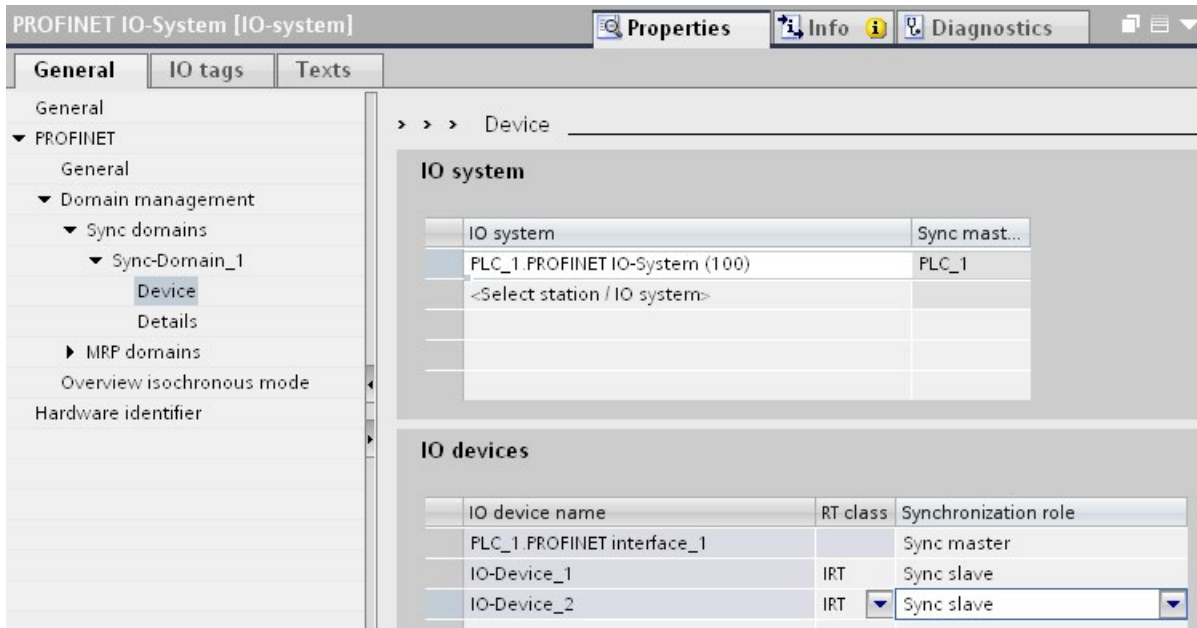 PROFINET IO-System [IO-system]
Properties
Info
Diagnostics
General
IO tags
Texts
General
PROFINET
General
Domain management
Sync domains
Sync-Domain_1
Device
Details
MRP domains
Overview isochronous mode
Hardware identifier
> > > Device
IO system
IO system Sync mast...
PLC_1.PROFINET IO-System (100) PLC_1
<Select station / IO system>
IO devices
IO device name RT class Synchronization role
PLC_1.PROFINET interface_1 Sync master
IO-Device_1 IRT Sync slave
IO-Device_2 IRT Sync slave